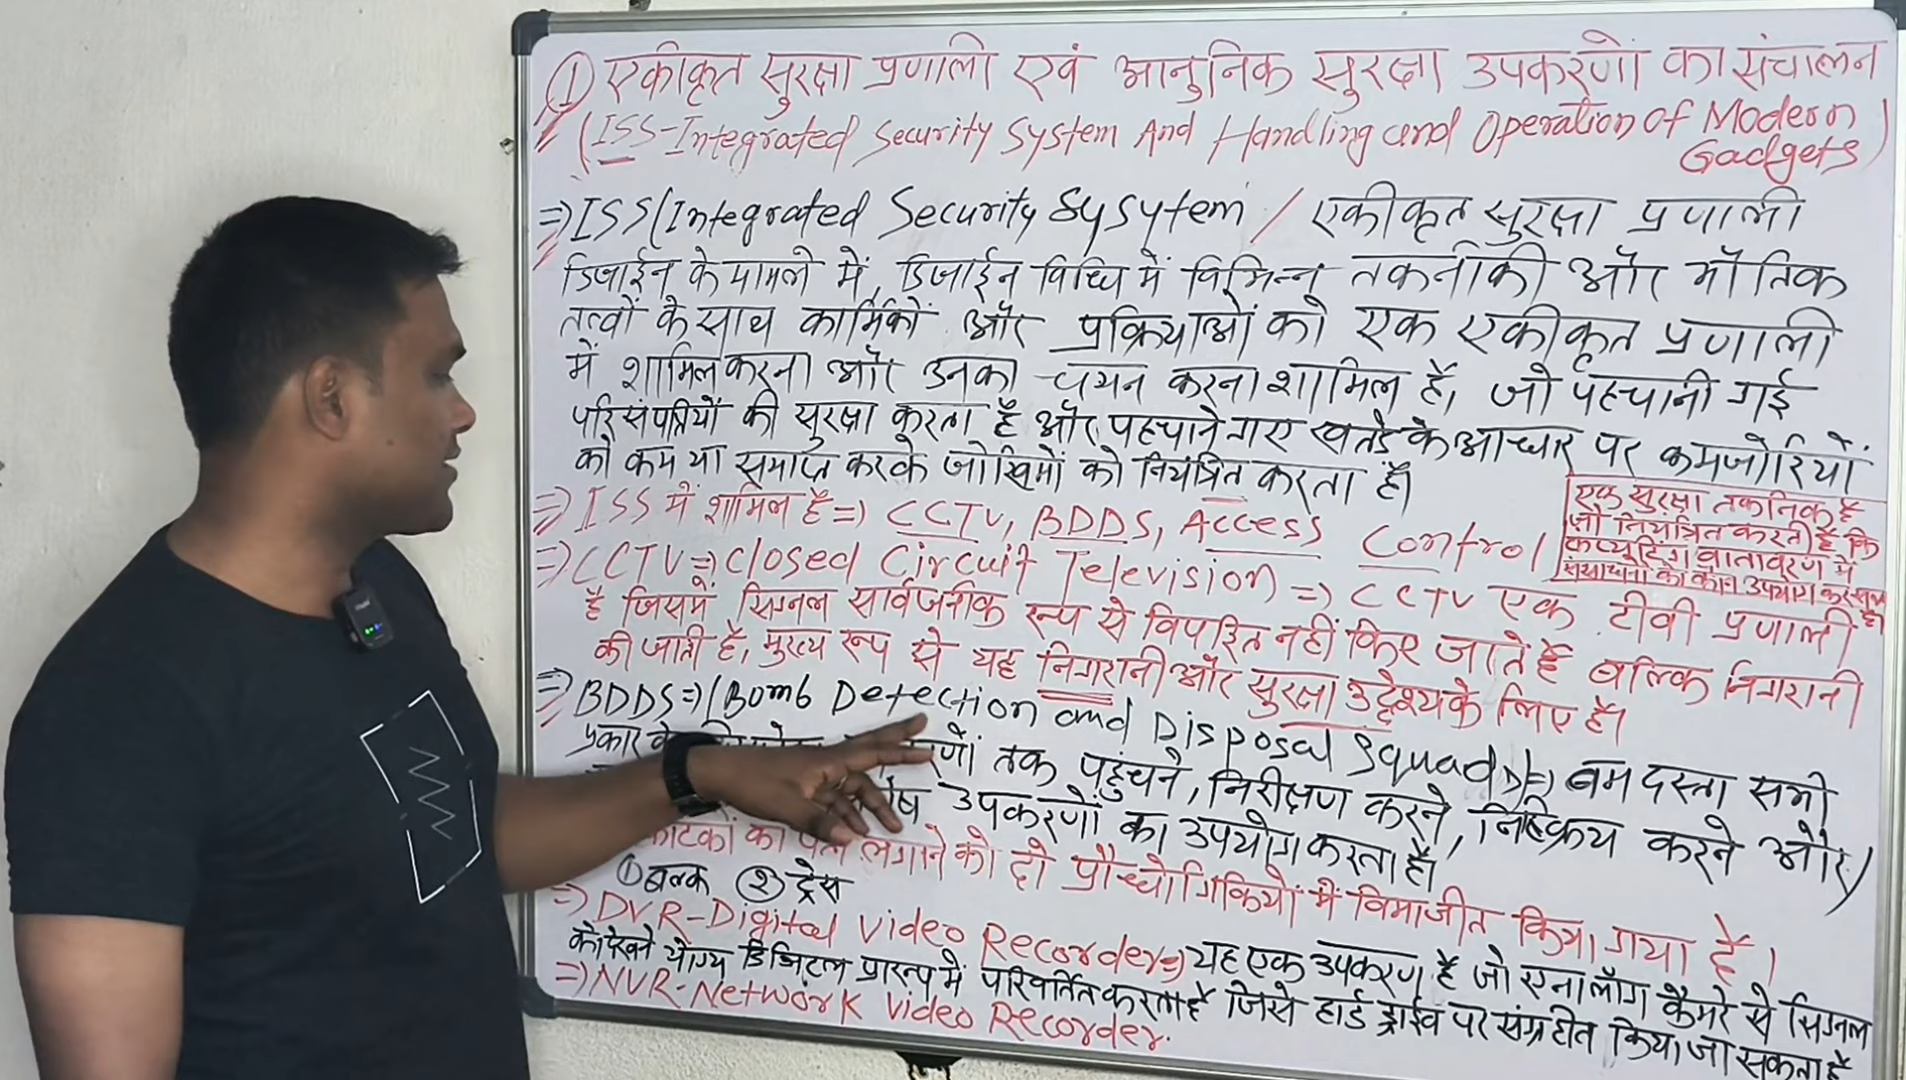 ① एकीकृत सुरक्षा प्रणाली एवं आनुनिक सुरक्षा उपकरणों का संचालन
(ISS-Integrated Security System And Handling and Operation of Modern
Gadgets)
⇒ ISS (Integrated Security Sysytem / एकीकृत सुरक्षा प्रणाली
डिजाईन के मामले में, डिजाईन विधि में विभिन्न तकनीकी और भौतिक
तत्वों के साथ कार्मिकों और प्रक्रियाओं को एक एकीकृत प्रणाली
में शामिल करना और उनका चयन करना शामिल है, जो पहचानी गई
परिसंपत्तियों की सुरक्षा करता है और पहचाने गए के आधार पर कमजोरियों
को कम या समाप्त करके जोखिमों को नियंत्रित करता है।
⇒ ISS में शामिल है ⇒ CCTV, BDDS, Access Control
एक सुरक्षा तकनिक है
जो नियंत्रित करती है कि
कंप्यूटिंग वातावरण में
संसाधनों का कौन उपयोग कर सकता है।
⇒ CCTV ⇒ Closed Circuit Television ⇒ CCTV एक टीवी प्रणाली
है जिसमें सिग्नल सार्वजनीक रूप से वितरित नहीं किए जाते है बल्कि निगरानी
की जाती है, मुख्य रूप से यह निगरानी और सुरक्षा उद्देश्य के लिए है।
⇒ BDDS ⇒ (Bomb Detection and Disposal Squad) ⇒ बम दस्ता सभी
प्रकार के तक पहुंचने, निरीक्षण करने, निष्क्रिय करने और
उपकरणों का उपयोग करता है।
का पता लगाने को दो प्रौद्योगिकियों में विभाजीत किया गया है।
① बल्क ② ट्रेस
⇒ DVR-Digital Video Recorder ⇒ यह एक उपकरण है जो एनालॉग कैमरे से सिग्नल
को देखने योग्य डिजिटल प्रारूप में परिवर्तित करता है जिसे हार्ड ड्राईव पर संग्रहीत किया जा सकता है
⇒ NVR-Network Video Recorder.